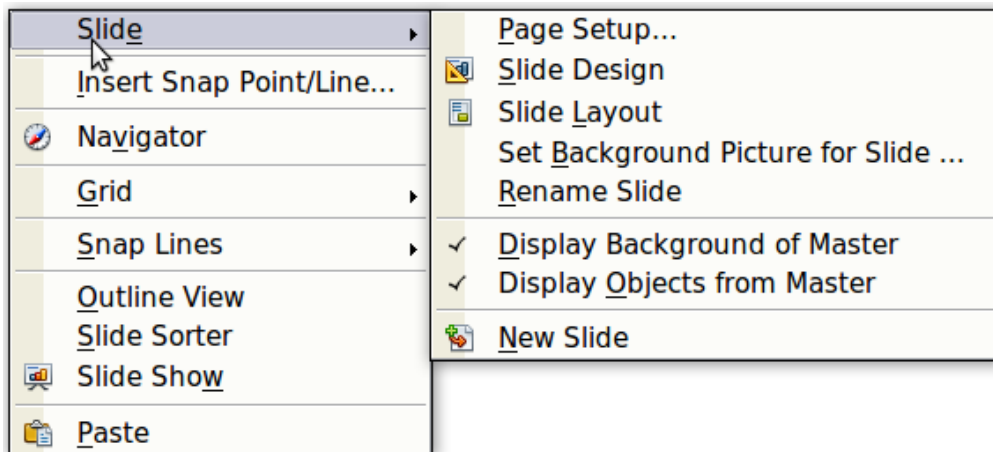 Slide
Insert Snap Point/Line...
Navigator
Grid
Snap Lines
Outline View
Slide Sorter
Slide Show
Paste
Page Setup...
Slide Design
Slide Layout
Set Background Picture for Slide ...
Rename Slide
Display Background of Master
Display Objects from Master
New Slide